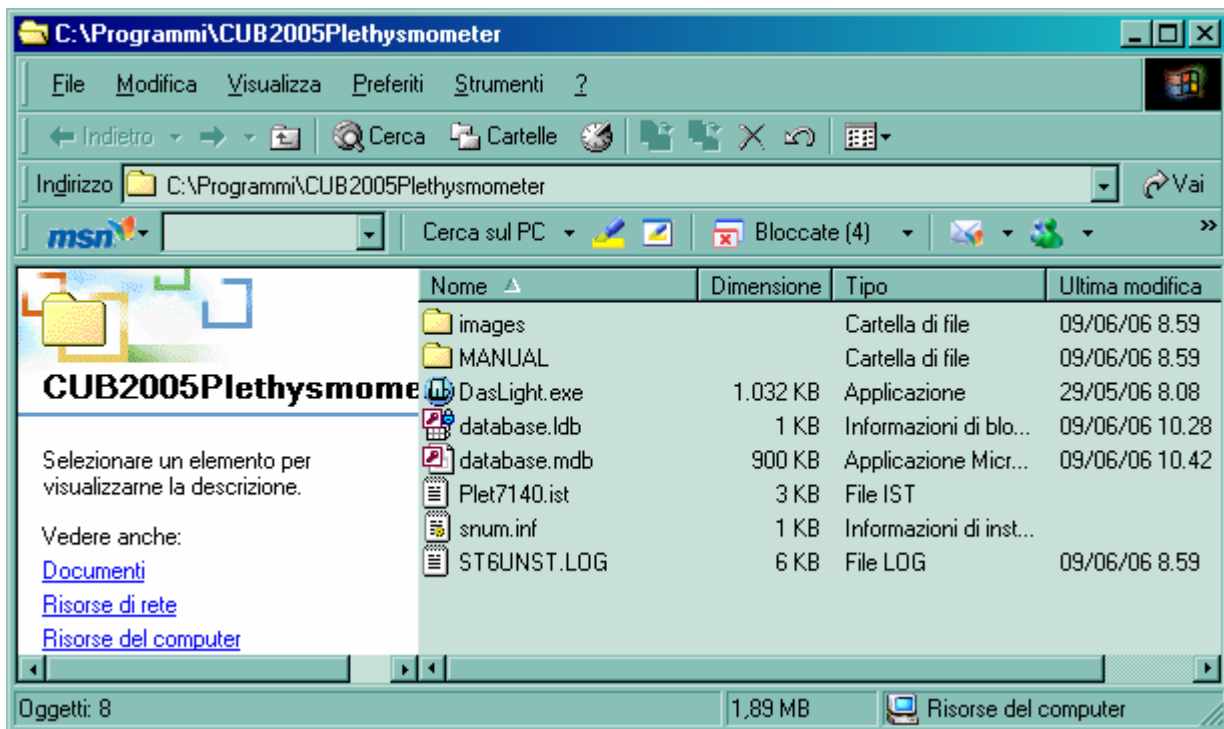 C:\Programmi\CUB2005Plethysmometer
File Modifica Visualizza Preferiti Strumenti ?
Indietro Cerca Cartelle
Indirizzo C:\Programmi\CUB2005Plethysmometer Vai
msn Cerca sul PC Bloccate (4) »
Nome Dimensione Tipo Ultima modifica
images Cartella di file 09/06/06 8.59
MANUAL Cartella di file 09/06/06 8.59
DasLight.exe 1.032 KB Applicazione 29/05/06 8.08
database.ldb 1 KB Informazioni di blo... 09/06/06 10.28
database.mdb 900 KB Applicazione Micr... 09/06/06 10.42
Plet7140.ist 3 KB File IST
snum.inf 1 KB Informazioni di inst...
ST6UNST.LOG 6 KB File LOG 09/06/06 8.59
CUB2005Plethysmome
Selezionare un elemento per
visualizzarne la descrizione.
Vedere anche:
Documenti
Risorse di rete
Risorse del computer
Oggetti: 8 1,89 MB Risorse del computer